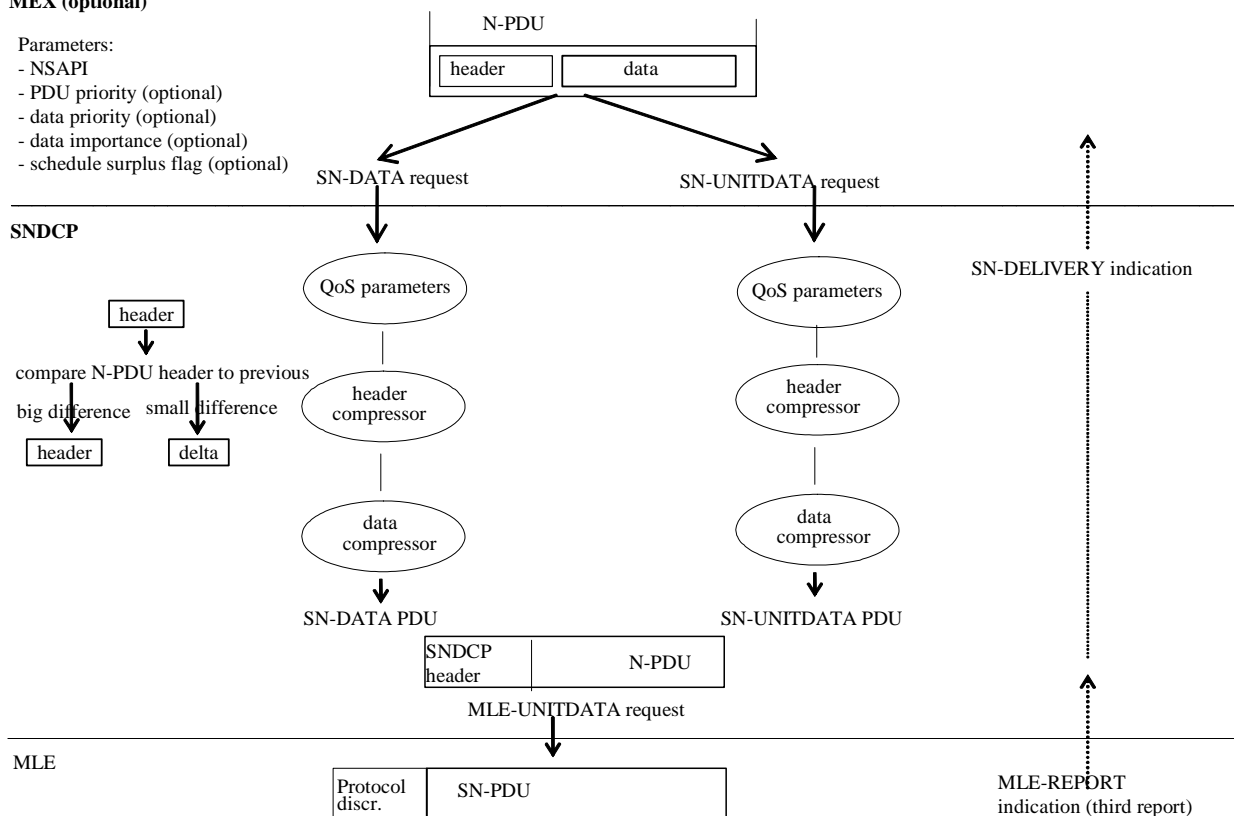 MEX (optional)
N-PDU
Parameters:
- NSAPI
- PDU priority (optional)
- data priority (optional)
- data importance (optional)
- schedule surplus flag (optional)
header
data
SN-DATA request
SN-UNITDATA request
SNDCP
SN-DELIVERY indication
QoS parameters
QoS parameters
header
compare N-PDU header to previous
big difference
small difference
header
delta
header
compressor
header
compressor
data
compressor
data
compressor
SN-DATA PDU
SN-UNITDATA PDU
SNDCP
header
N-PDU
MLE-UNITDATA request
MLE
Protocol
discr.
SN-PDU
MLE-REPORT
indication (third report)